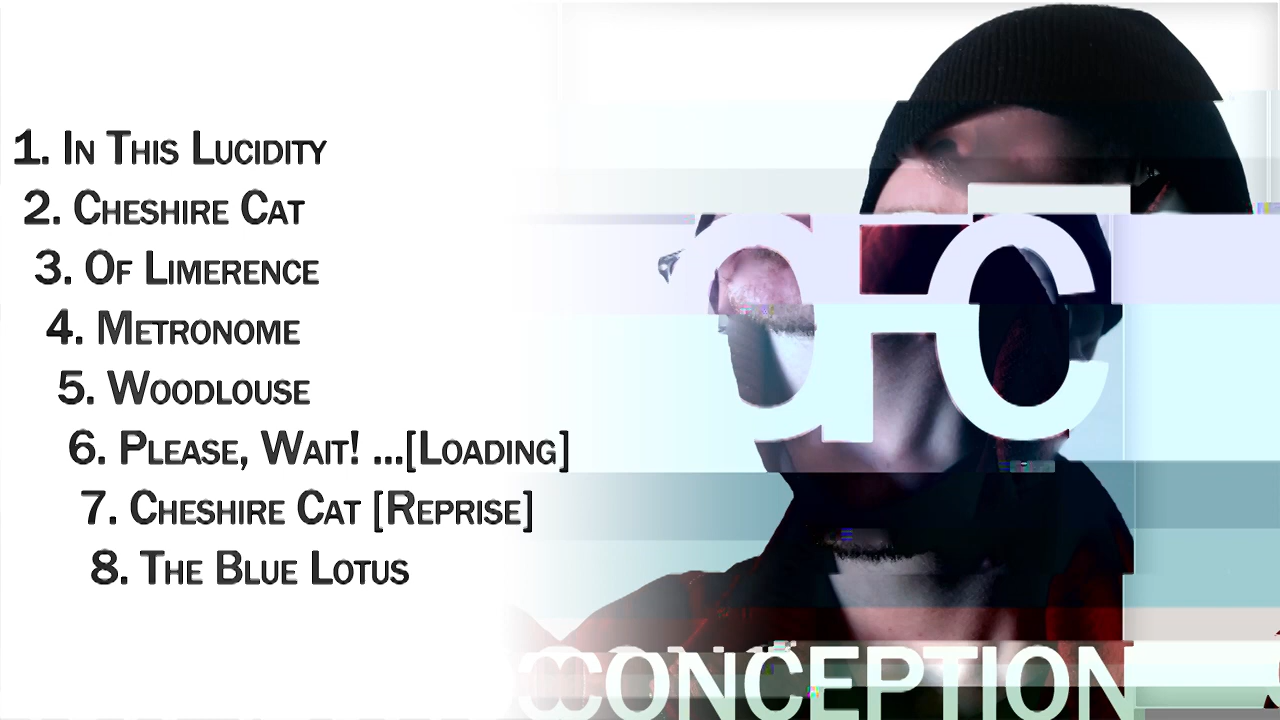 1. In This Lucidity
2. Cheshire Cat
3. Of Limerence
4. Metronome
5. Woodlouse
6. Please, Wait! ...[Loading]
7. Cheshire Cat [Reprise]
8. The Blue Lotus
CONCEPTION